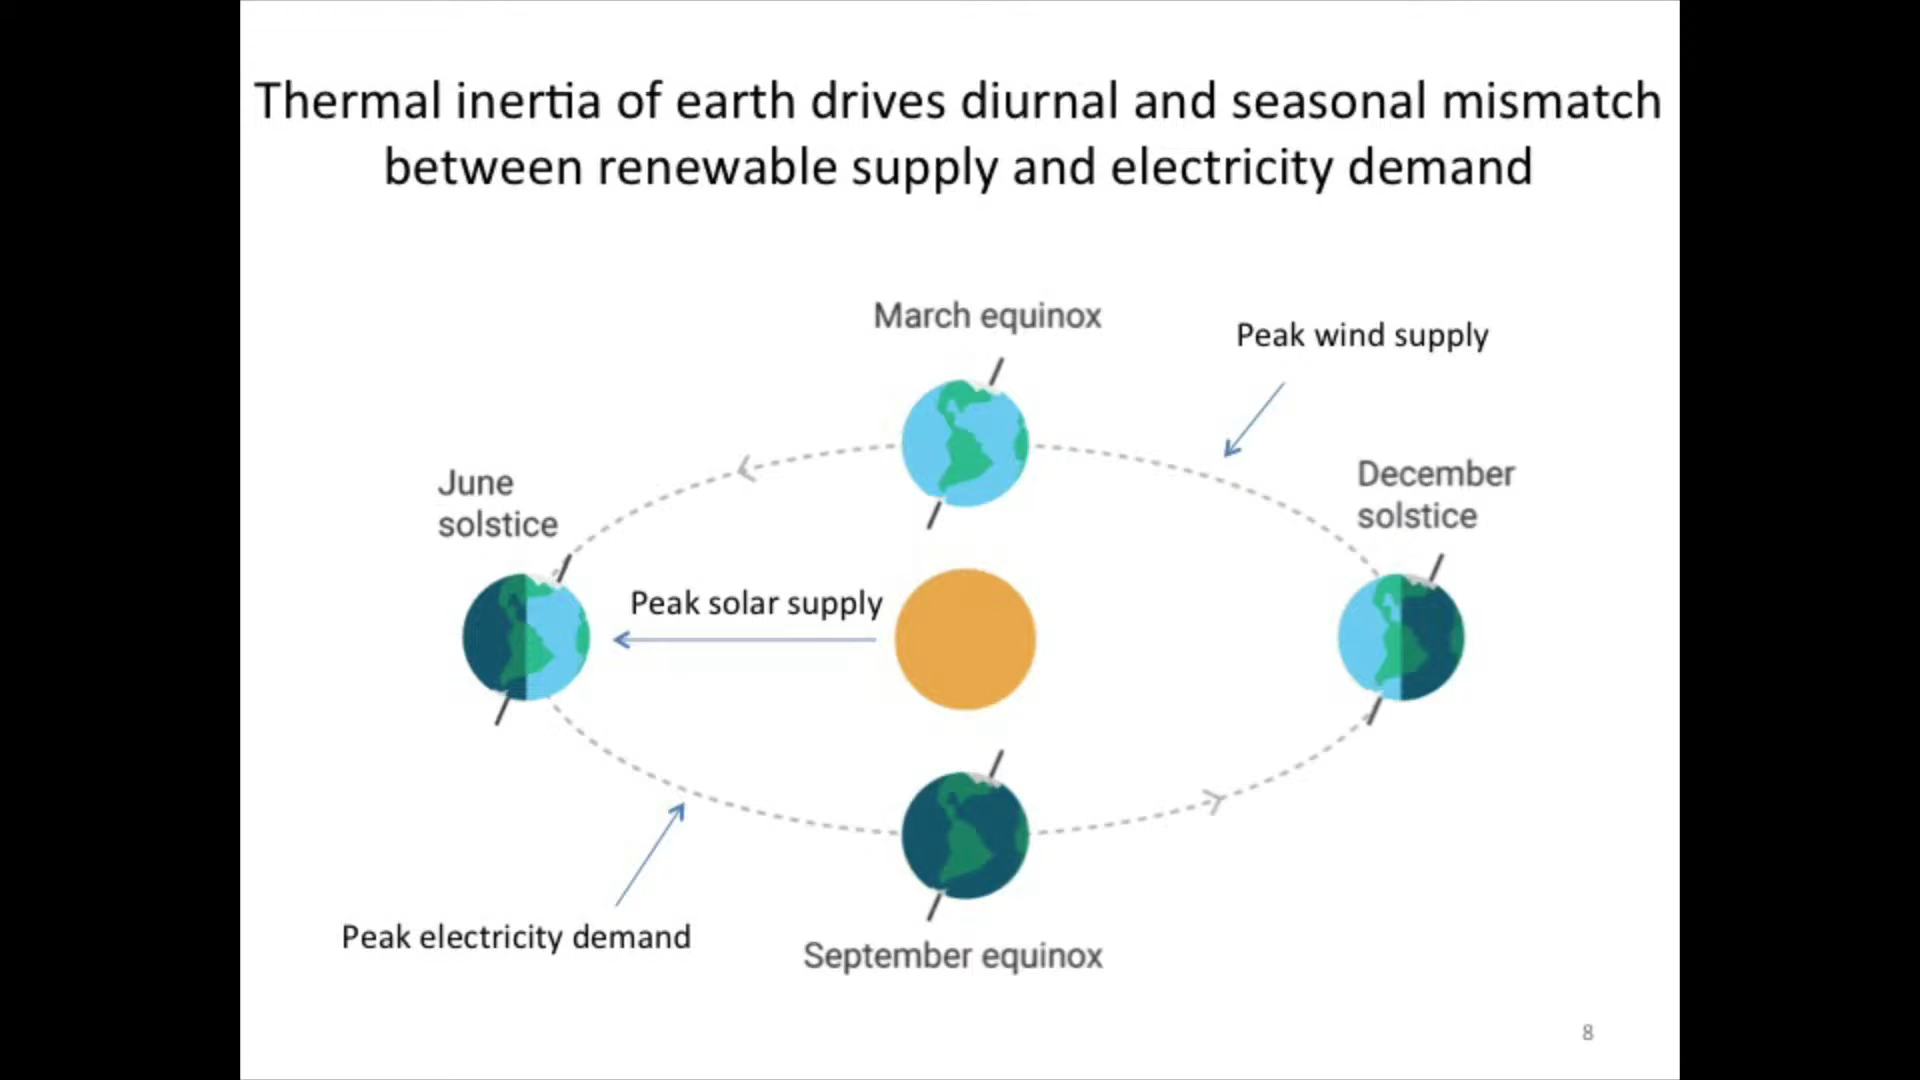 Thermal inertia of earth drives diurnal and seasonal mismatch
between renewable supply and electricity demand
March equinox
Peak wind supply
June
solstice
December
solstice
Peak solar supply
Peak electricity demand
September equinox
8